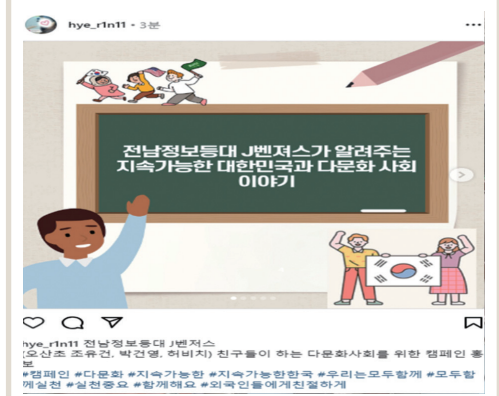 hye_r1n11 • 3분
전남정보등대 J벤져스가 알려주는
지속가능한 대한민국과 다문화 사회
이야기
hye_r1n11 전남정보등대 J벤져스
(오산초 조유건, 박건영, 허비치) 친구들이 하는 다문화사회를 위한 캠페인 홍
보
#캠페인 #다문화 #지속가능한 #지속가능한한국 #우리는모두함께 #모두함
께실천 #실천중요 #함께해요 #외국인들에게친절하게